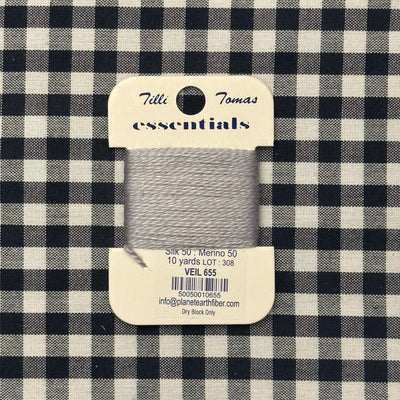 Tilli Tomas
essentials
Silk 50 : Merino 50
10 yards LOT : 308
VEIL 655
50050010655
info@planetearthfiber.com
Dry Block Only